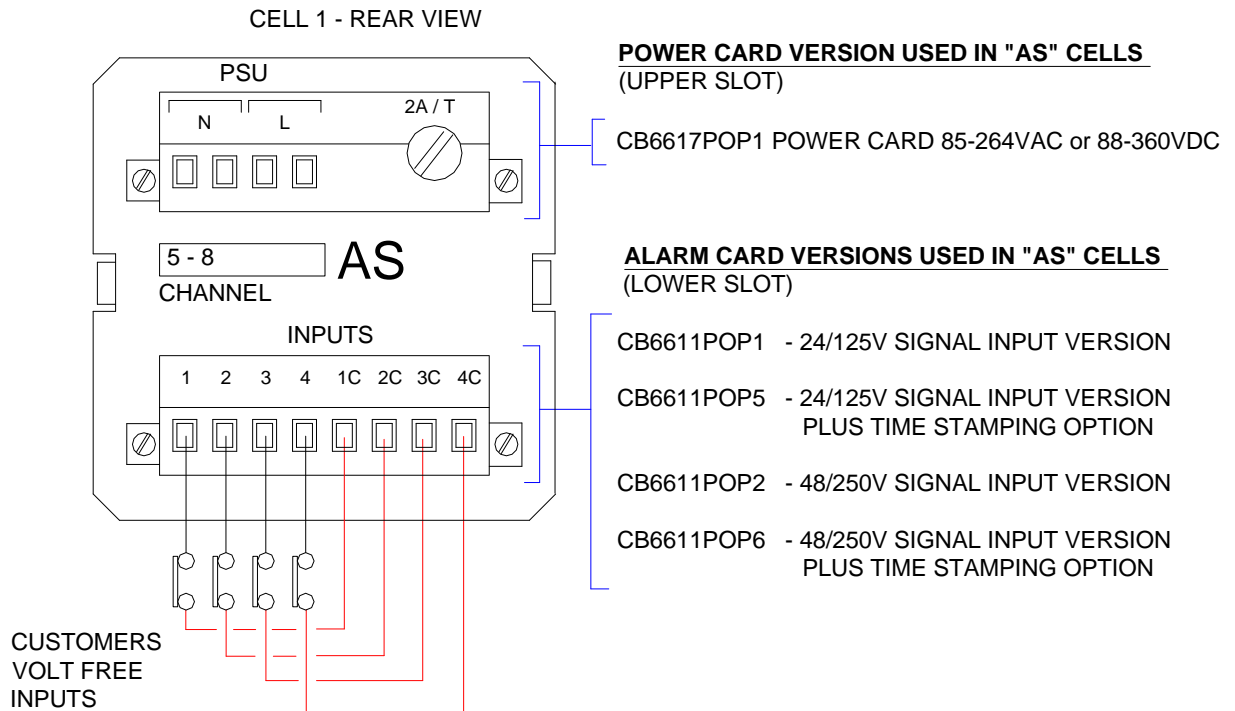 CELL 1 - REAR VIEW
PSU
N L
2A / T
5 - 8
AS
CHANNEL
INPUTS
1 2 3 4 1C 2C 3C 4C
CUSTOMERS
VOLT FREE
INPUTS
POWER CARD VERSION USED IN "AS" CELLS
(UPPER SLOT)
CB6617POP1 POWER CARD 85-264VAC or 88-360VDC
ALARM CARD VERSIONS USED IN "AS" CELLS
(LOWER SLOT)
CB6611POP1 - 24/125V SIGNAL INPUT VERSION
CB6611POP5 - 24/125V SIGNAL INPUT VERSION
PLUS TIME STAMPING OPTION
CB6611POP2 - 48/250V SIGNAL INPUT VERSION
CB6611POP6 - 48/250V SIGNAL INPUT VERSION
PLUS TIME STAMPING OPTION